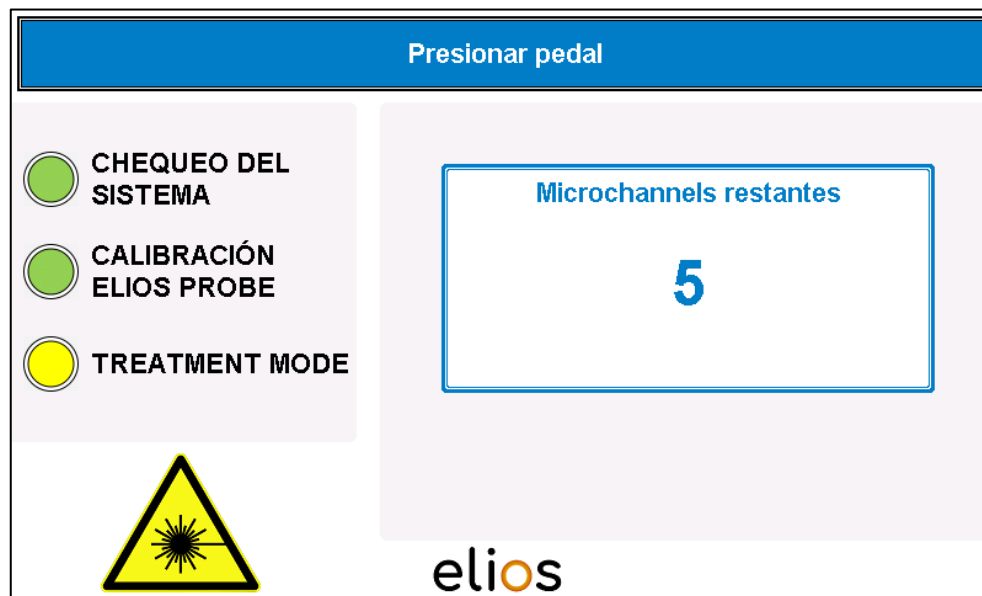 Presionar pedal
CHEQUEO DEL
SISTEMA
CALIBRACIÓN
ELIOS PROBE
TREATMENT MODE
Microchannels restantes
5
elios